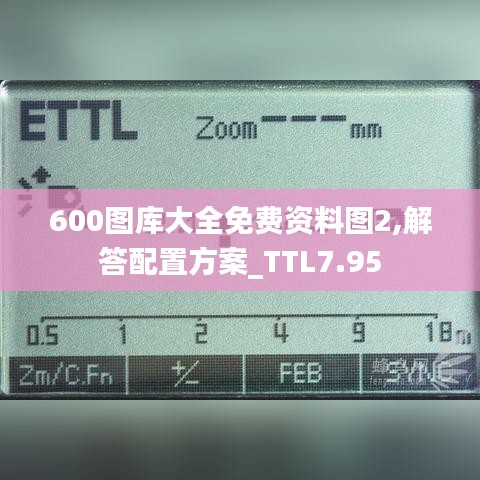 ETTL
Zoom---mm
600图库大全免费资料图2,解
答配置方案_TTL7.95
0.5 1 2 4 9 18m
Zm/C.Fn +/- FEB SYNC